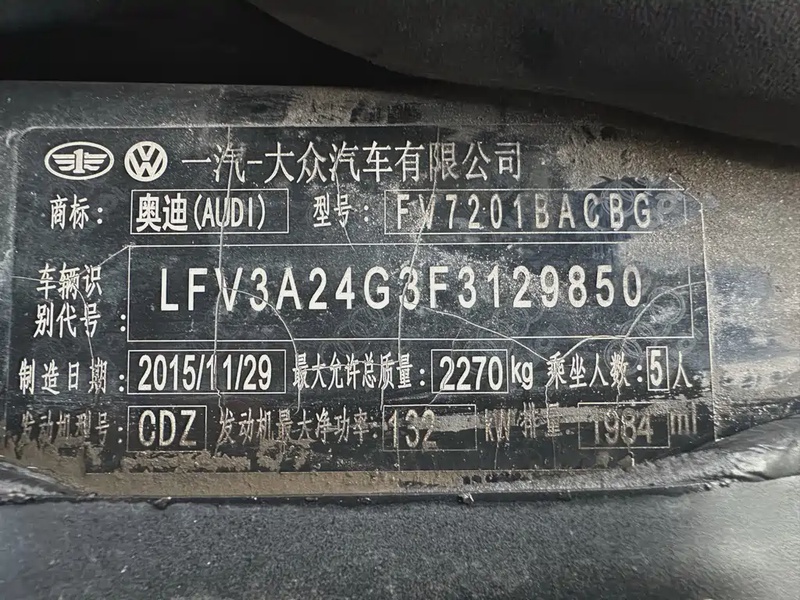 一汽-大众汽车有限公司
商标: 奥迪(AUDI) 型号: FV7201BACBG
车辆识
别代号: LFV3A24G3F3129850
制造日期: 2015/11/29 最大允许总质量: 2270kg 乘坐人数: 5人
发动机型号: CDZ 发动机最大净功率: 132 kW 排量: 1984 ml